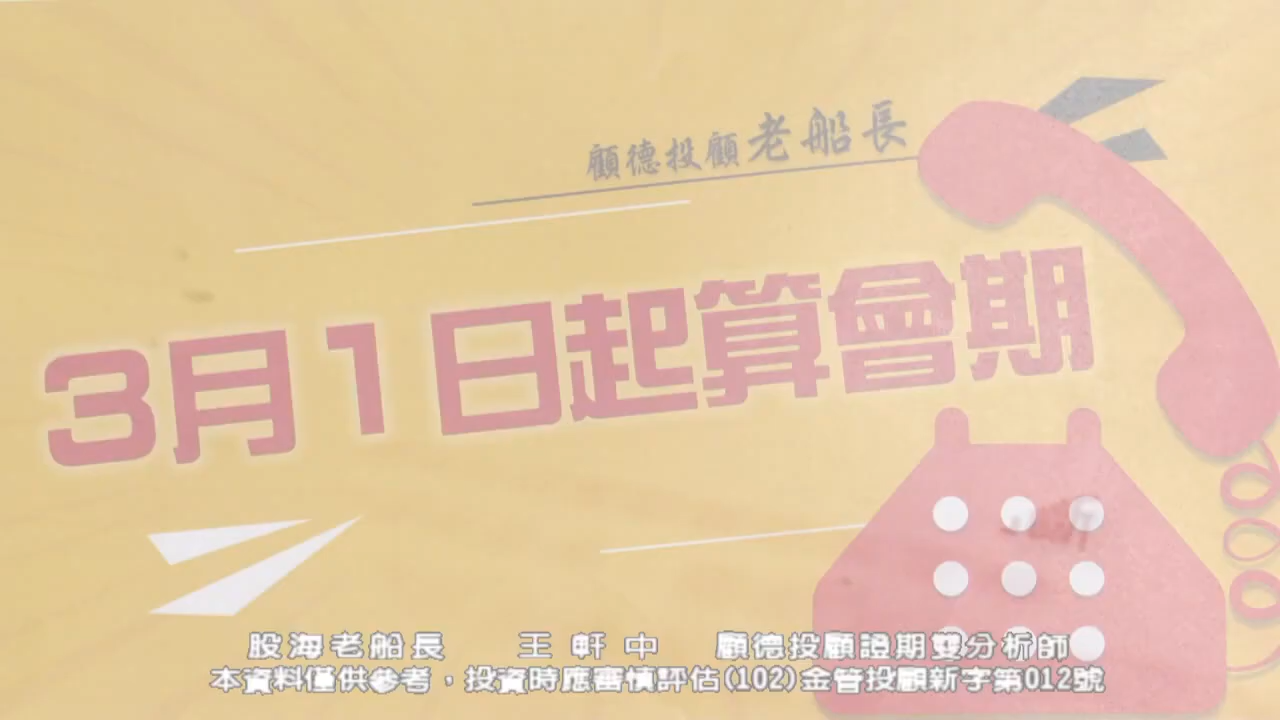 顧德投顧老船長
3月1日起算會期
股海老船長 王軒中 顧德投顧證期雙分析師
本資料僅供參考，投資時應審慎評估(102)金管投顧新字第012號